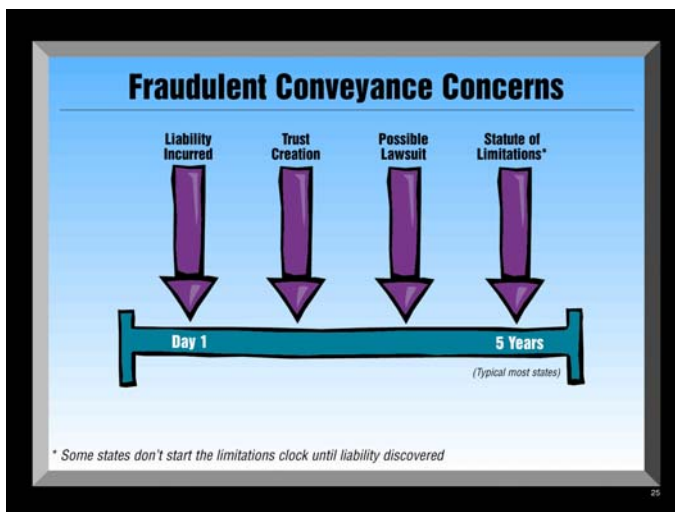 Fraudulent Conveyance Concerns
Liability
Incurred
Trust
Creation
Possible
Lawsuit
Statute of
Limitations*
Day 1
5 Years
(Typical most states)
* Some states don't start the limitations clock until liability discovered
25